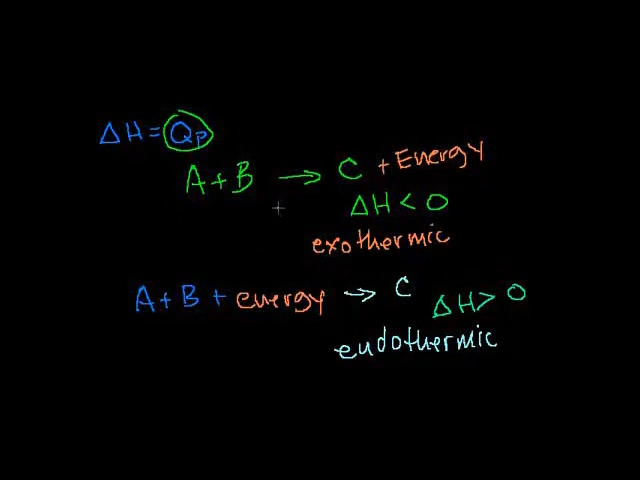 ΔH = Qp
A + B → C + Energy
ΔH < 0
exothermic
A + B + energy → C ΔH > 0
endothermic